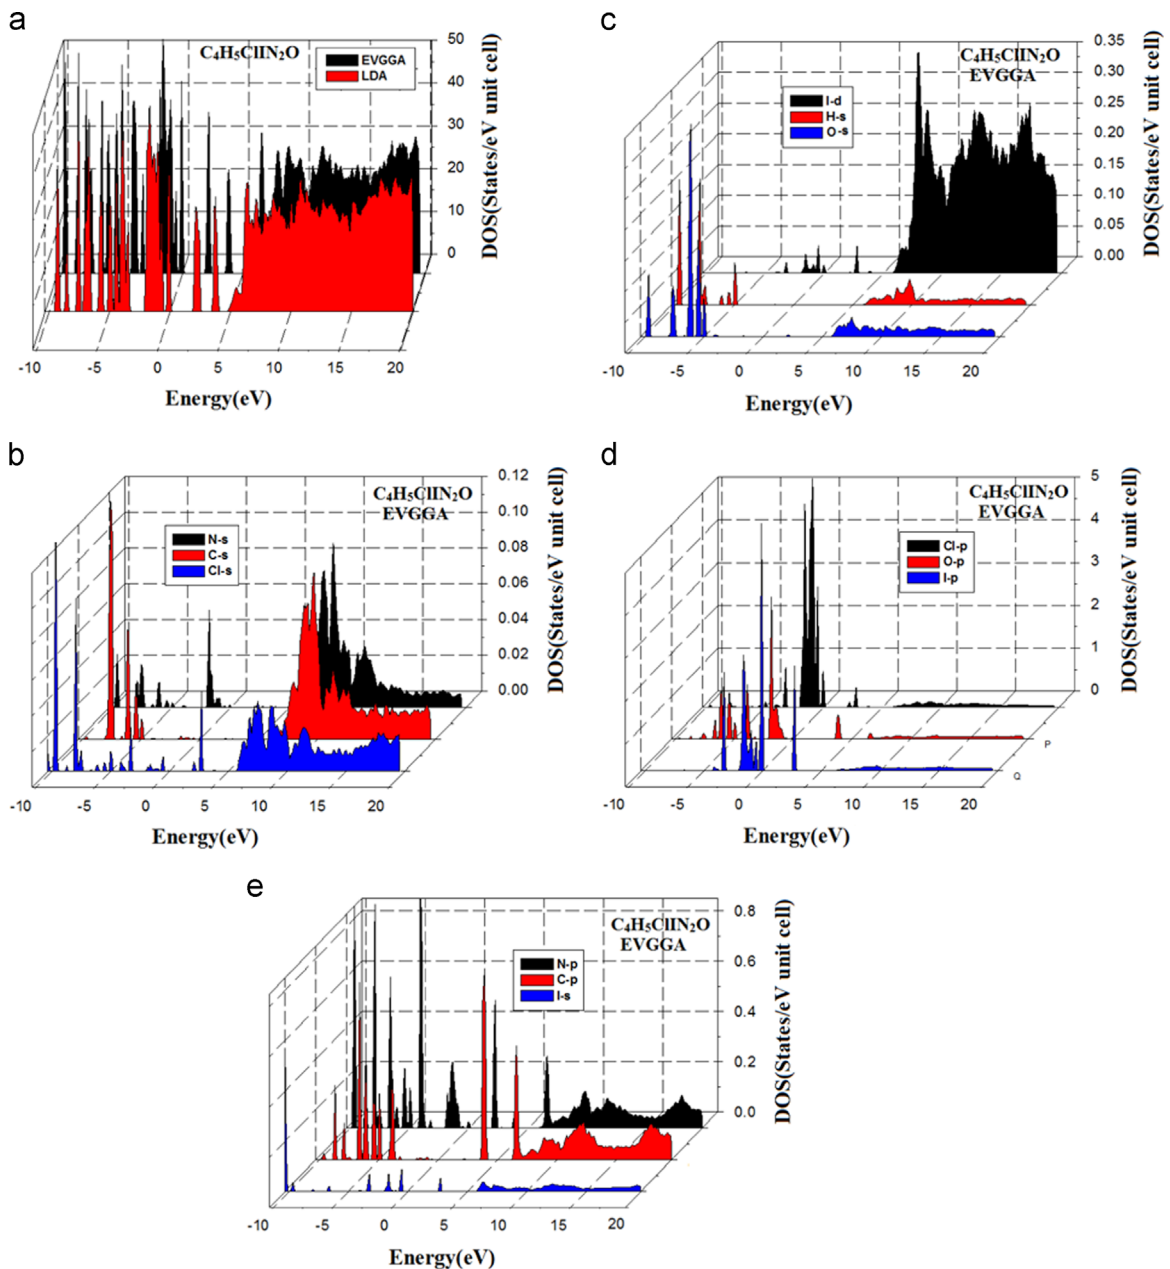 a
C4H5ClIN2O
EVGGA
LDA
50
40
30
20
10
0
DOS(States/eV unit cell)
-10
-5
0
5
10
15
20
Energy(eV)
c
C4H5ClIN2O
EVGGA
I-d
H-s
O-s
0.35
0.30
0.25
0.20
0.15
0.10
0.05
0.00
DOS(States/eV unit cell)
-10
-5
0
5
10
15
20
Energy(eV)
b
C4H5ClIN2O
EVGGA
N-s
C-s
Cl-s
0.12
0.10
0.08
0.06
0.04
0.02
0.00
DOS(States/eV unit cell)
-10
-5
0
5
10
15
20
Energy(eV)
d
C4H5ClIN2O
EVGGA
Cl-p
O-p
I-p
5
4
3
2
1
0
DOS(States/eV unit cell)
P
Q
-10
-5
0
5
10
15
20
Energy(eV)
e
C4H5ClIN2O
EVGGA
N-p
C-p
I-s
0.8
0.6
0.4
0.2
0.0
DOS(States/eV unit cell)
-10
-5
0
5
10
15
20
Energy(eV)